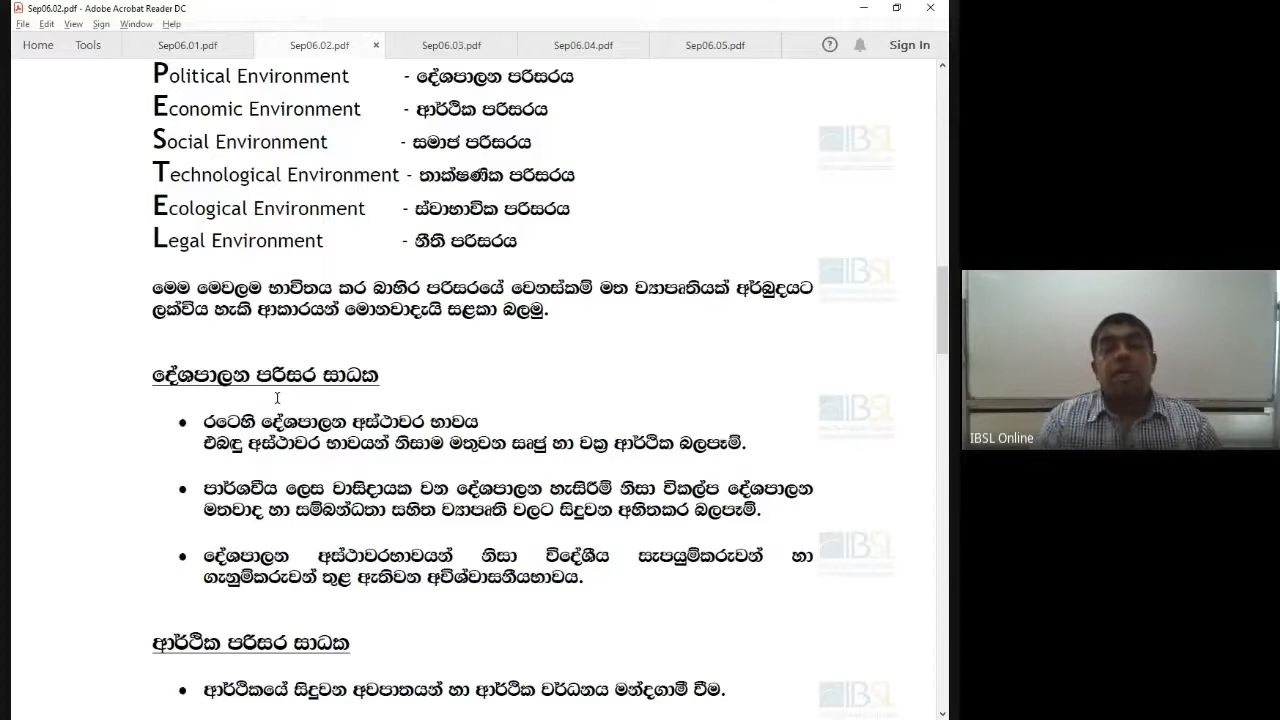 Sep06.02.pdf - Adobe Acrobat Reader DC
File Edit View Sign Window Help
Home Tools Sep06.01.pdf Sep06.02.pdf × Sep06.03.pdf Sep06.04.pdf Sep06.05.pdf Sign In
Political Environment - දේශපාලන පරිසරය
Economic Environment - ආර්ථික පරිසරය
Social Environment - සමාජ පරිසරය
Technological Environment - තාක්ෂණික පරිසරය
Ecological Environment - ස්වාභාවික පරිසරය
Legal Environment - නීති පරිසරය
මෙම මෙවලම භාවිතය කර බාහිර පරිසරයේ වෙනස්කම් මත ව්‍යාපෘතියක් අර්බුදයට
ලක්විය හැකි ආකාරයන් මොනවාදැයි සළකා බලමු.
දේශපාලන පරිසර සාධක
• රටෙහි දේශපාලන අස්ථාවර භාවය
එබඳු අස්ථාවර භාවයන් නිසාම මතුවන සෘජු හා වක්‍ර ආර්ථික බලපෑම්.
• පාර්ශවීය ලෙස වාසිදායක වන දේශපාලන හැසිරීම් නිසා විකල්ප දේශපාලන
මතවාද හා සම්බන්ධතා සහිත ව්‍යාපෘති වලට සිදුවන අහිතකර බලපෑම්.
• දේශපාලන අස්ථාවරභාවයන් නිසා විදේශීය සැපයුම්කරුවන් හා
ගැනුම්කරුවන් තුළ ඇතිවන අවිශ්වාසනීයභාවය.
ආර්ථික පරිසර සාධක
• ආර්ථිකයේ සිදුවන අවපාතයන් හා ආර්ථික වර්ධනය මන්දගාමී වීම.
IBSL
IBSL
IBSL
IBSL
IBSL
IBSL Online